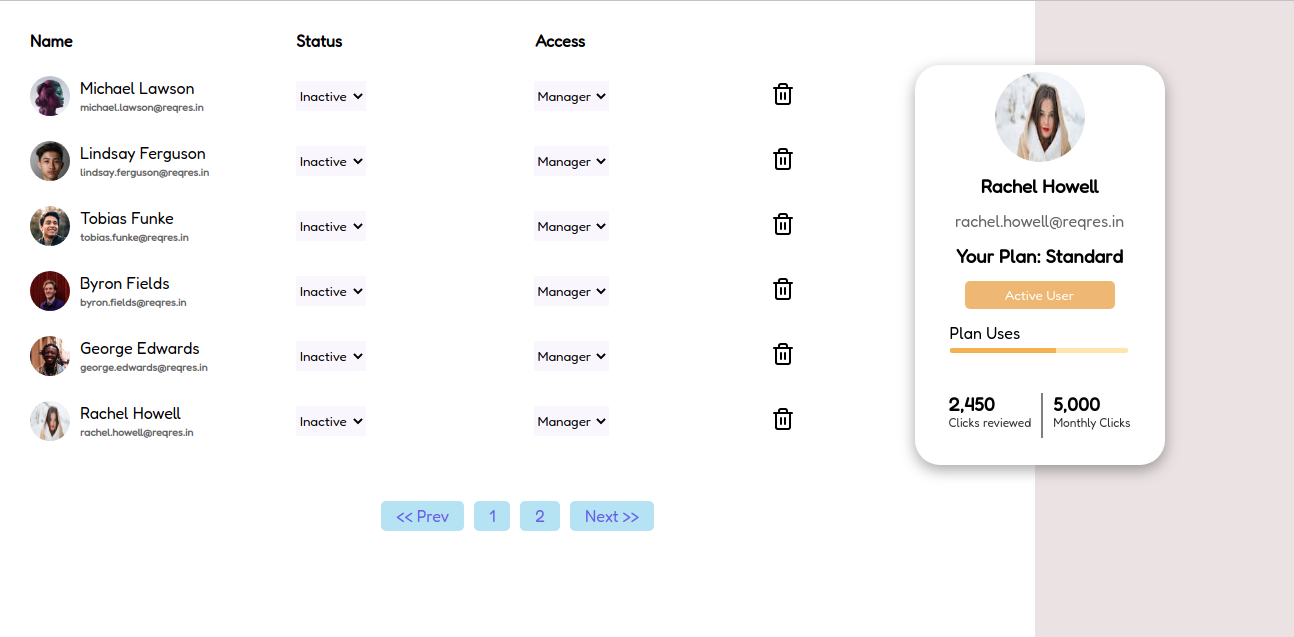 Name Status Access
Michael Lawson
michael.lawson@reqres.in
Inactive Manager
Lindsay Ferguson
lindsay.ferguson@reqres.in
Inactive Manager
Tobias Funke
tobias.funke@reqres.in
Inactive Manager
Byron Fields
byron.fields@reqres.in
Inactive Manager
George Edwards
george.edwards@reqres.in
Inactive Manager
Rachel Howell
rachel.howell@reqres.in
Inactive Manager
<< Prev 1 2 Next >>
Rachel Howell
rachel.howell@reqres.in
Your Plan: Standard
Active User
Plan Uses
2,450
Clicks reviewed
5,000
Monthly Clicks